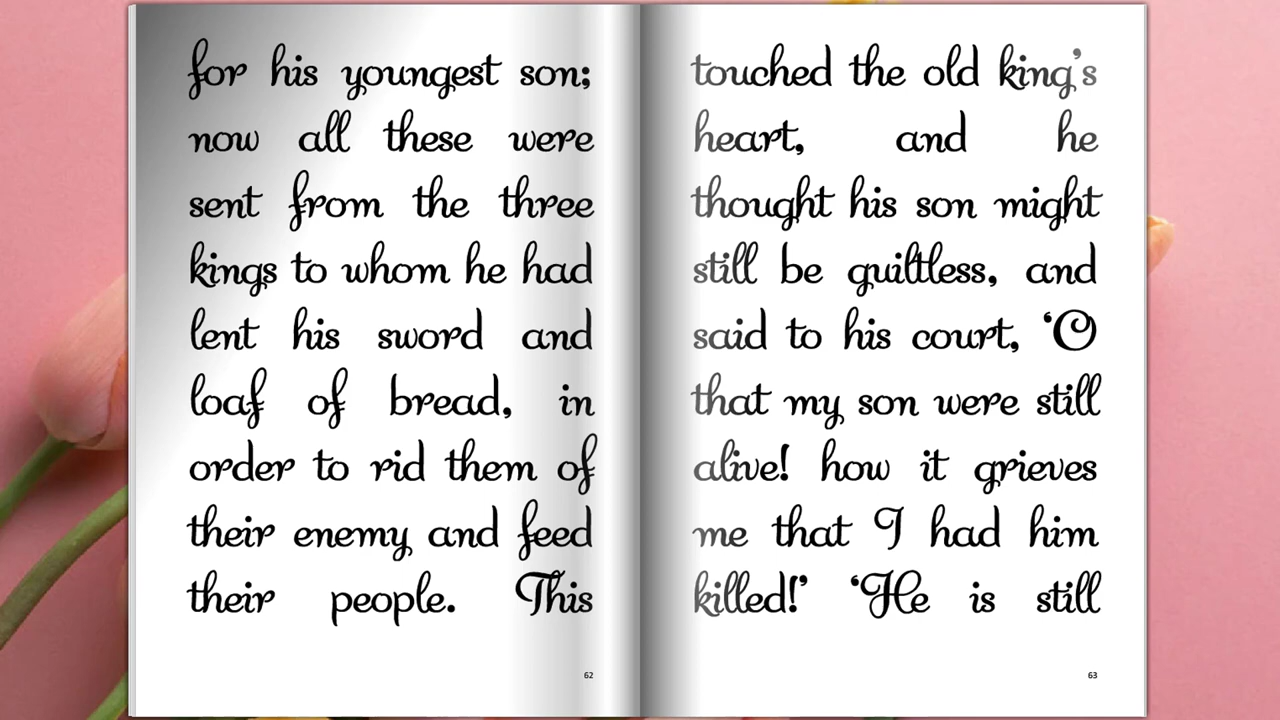 for his youngest son;
now all these were
sent from the three
kings to whom he had
lent his sword and
loaf of bread, in
order to rid them of
their enemy and feed
their people. This
62
touched the old king's
heart, and he
thought his son might
still be guiltless, and
said to his court, ‘O
that my son were still
alive! how it grieves
me that I had him
killed!’ ‘He is still
63